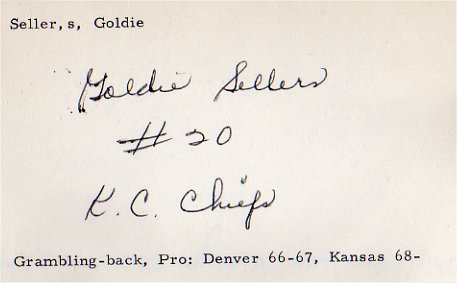 Seller,s, Goldie
Goldie Sellers
# 20
K. C. Chiefs
Grambling-back, Pro: Denver 66-67, Kansas 68-